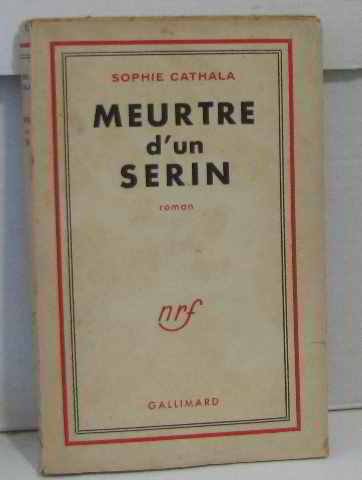 SOPHIE CATHALA
MEURTRE
d'un
SERIN
roman
nrf
GALLIMARD